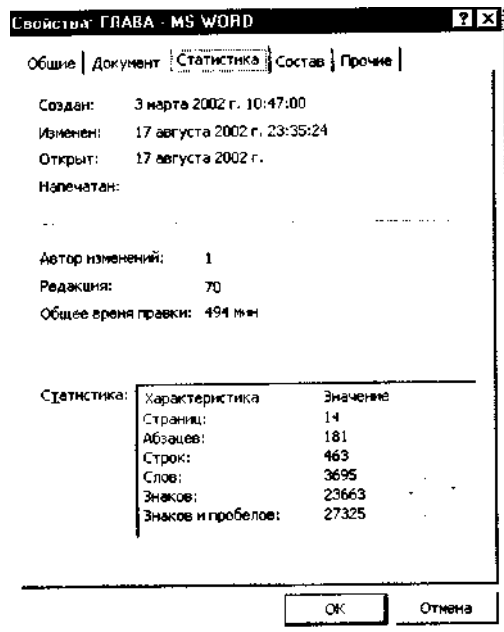 Свойства: ГЛАВА - MS WORD
Общие Документ Статистика Состав Прочие
Создан: 3 марта 2002 г. 10:47:00
Изменен: 17 августа 2002 г. 23:35:24
Открыт: 17 августа 2002 г.
Напечатан:
Автор изменений: 1
Редакция: 70
Общее время правки: 494 мин
Статистика: Характеристика Значение
Страниц: 14
Абзацев: 181
Строк: 463
Слов: 3695
Знаков: 23663
Знаков и пробелов: 27325
ОК Отмена